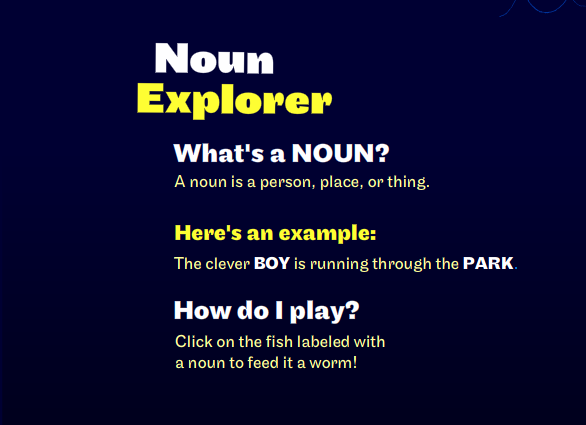 Noun
Explorer
What's a NOUN?
A noun is a person, place, or thing.
Here's an example:
The clever BOY is running through the PARK.
How do I play?
Click on the fish labeled with
a noun to feed it a worm!